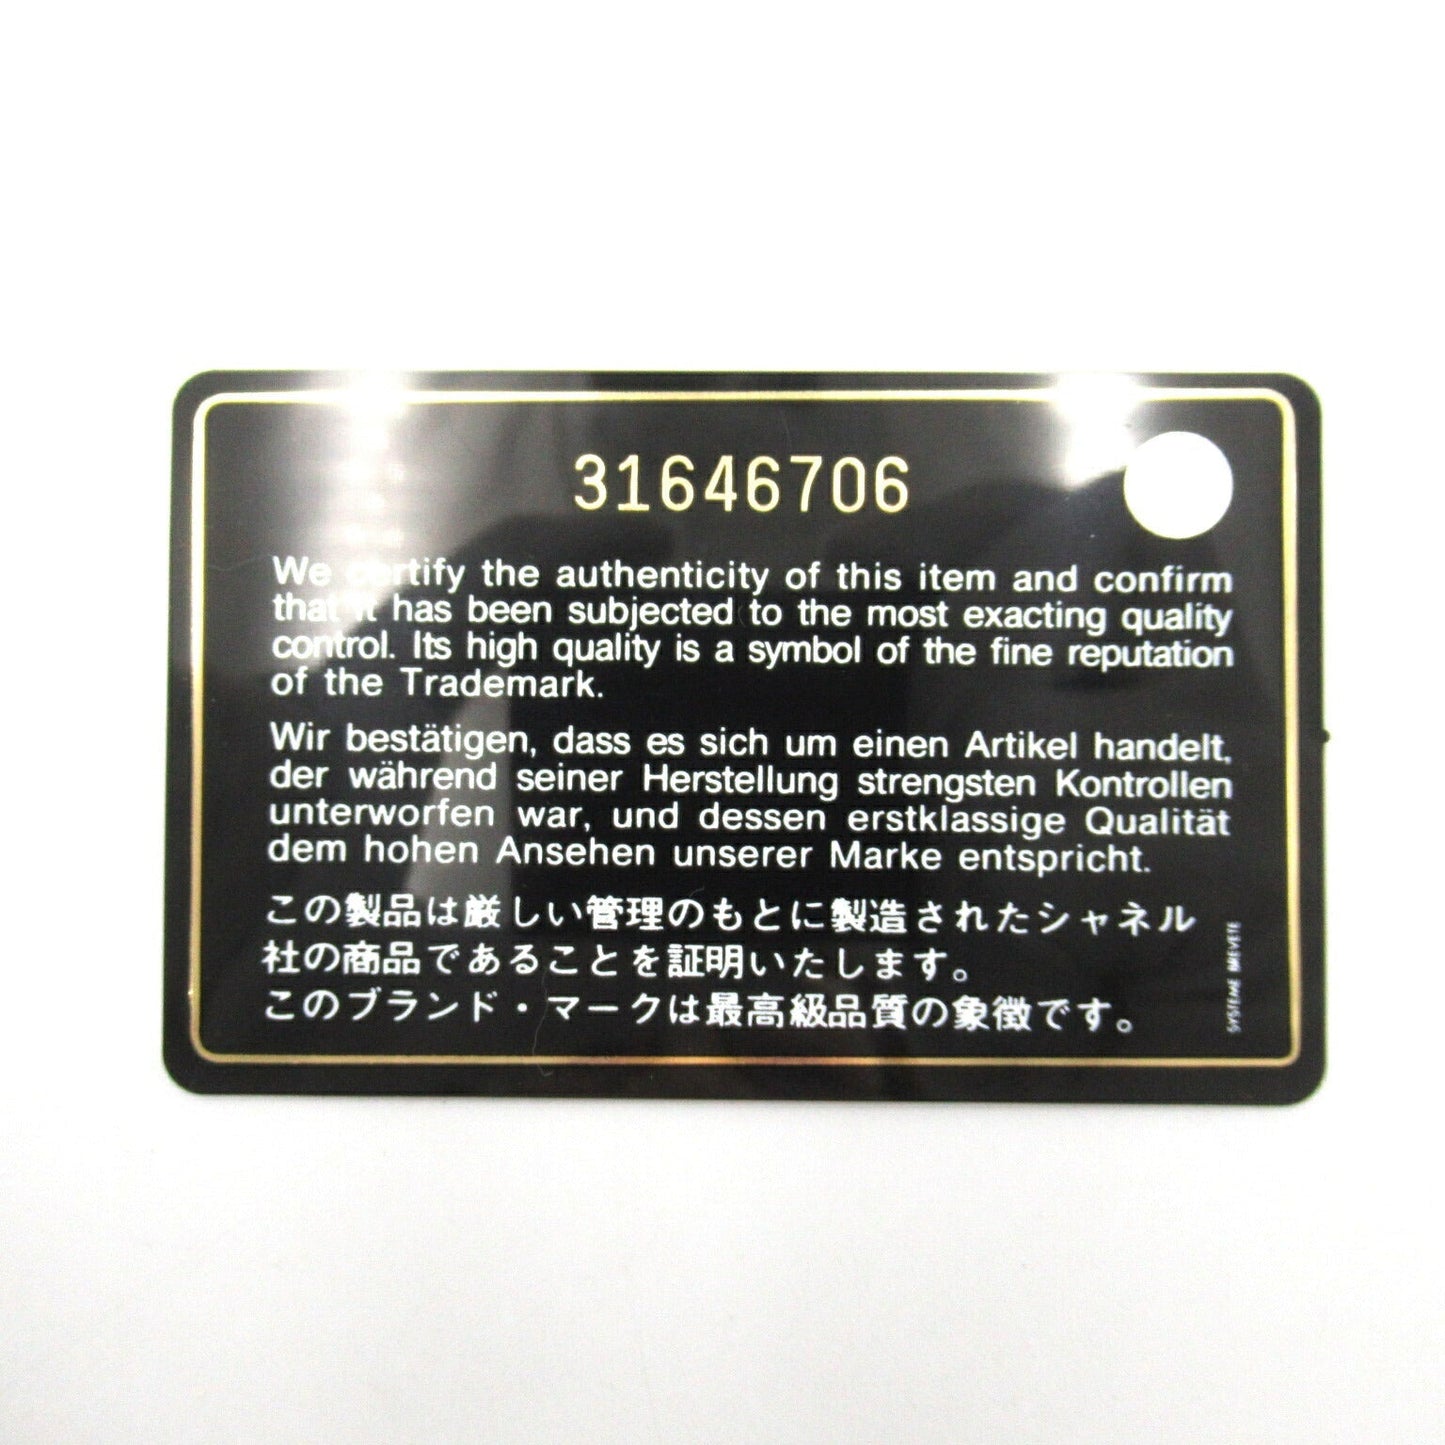 31646706
We certify the authenticity of this item and confirm
that it has been subjected to the most exacting quality
control. Its high quality is a symbol of the fine reputation
of the Trademark.
Wir bestätigen, dass es sich um einen Artikel handelt,
der während seiner Herstellung strengsten Kontrollen
unterworfen war, und dessen erstklassige Qualität
dem hohen Ansehen unserer Marke entspricht.
この製品は厳しい管理のもとに製造されたシャネル
社の商品であることを証明いたします。
このブランド・マークは最高級品質の象徴です。
SYSTEME BREVETE